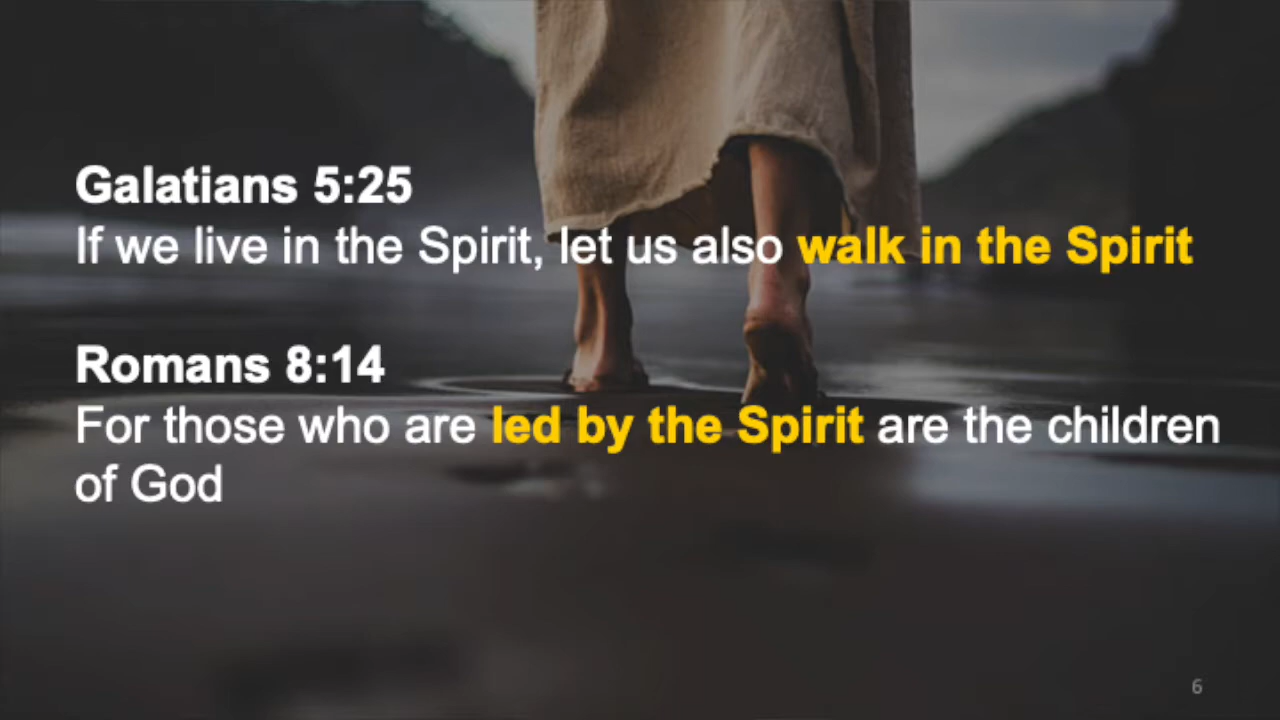 Galatians 5:25
If we live in the Spirit, let us also walk in the Spirit
Romans 8:14
For those who are led by the Spirit are the children
of God
6